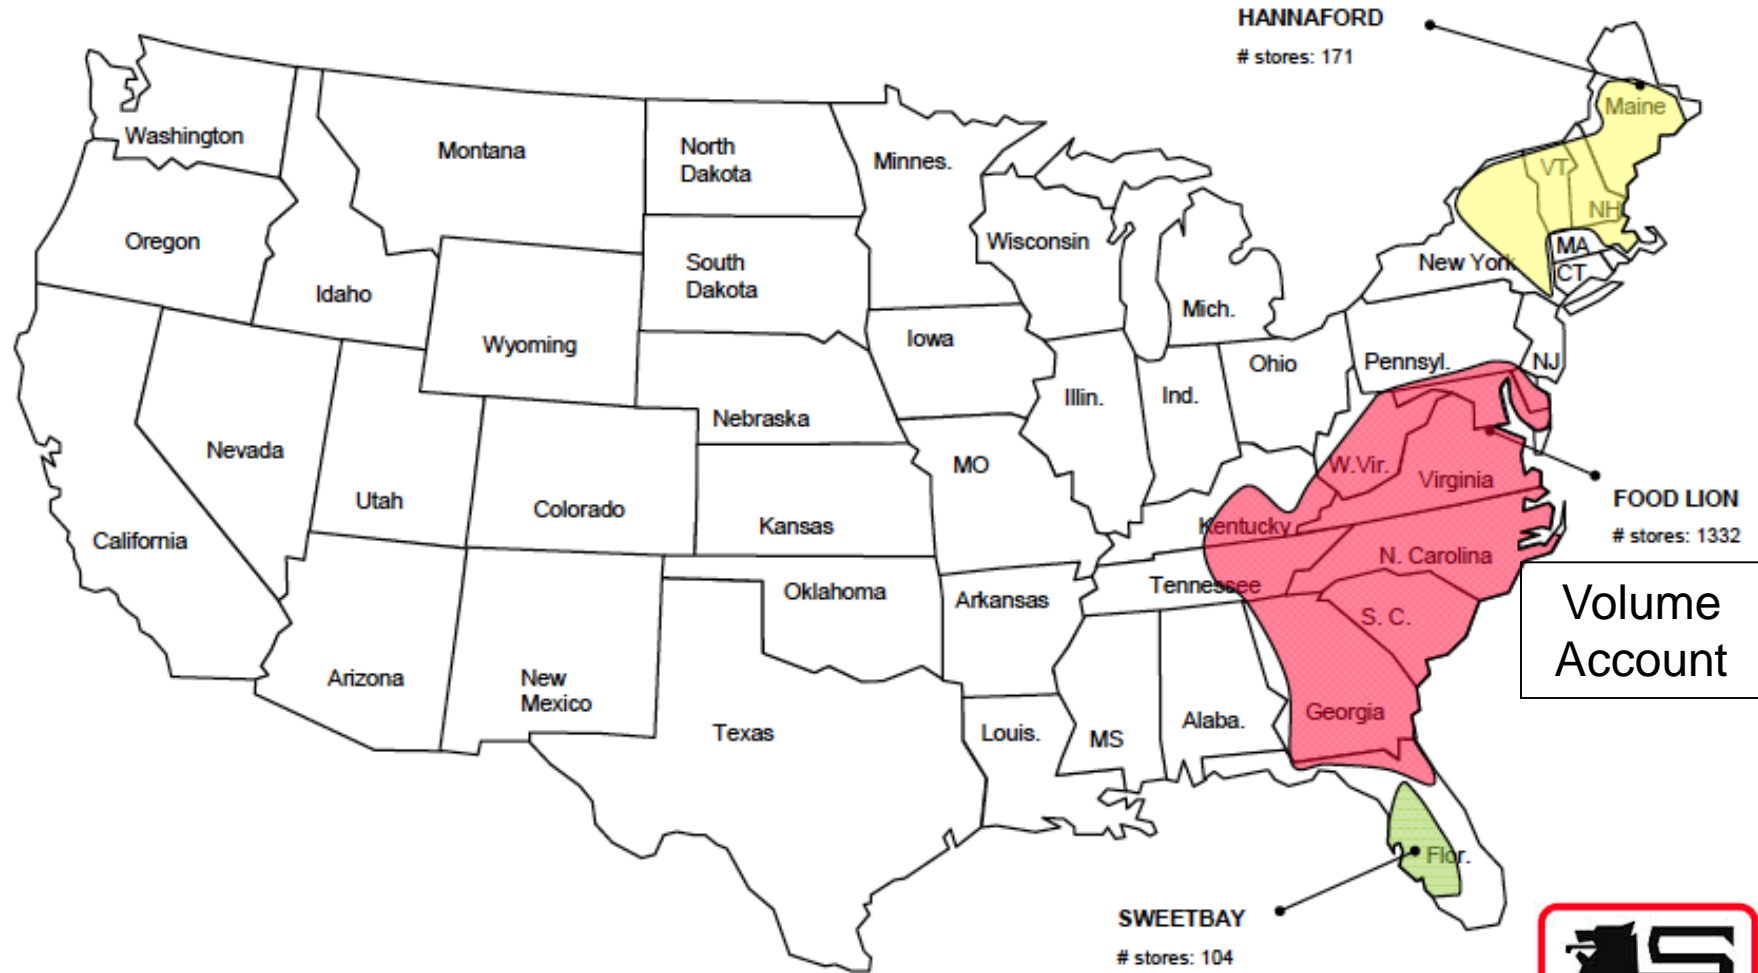 HANNAFORD
# stores: 171
Maine
Washington
Montana
North
Dakota
Minnes.
VT
NH
Oregon
Idaho
South
Dakota
Wisconsin
MA
New York
CT
Mich.
Wyoming
Iowa
Ohio
Pennsyl.
NJ
Illin.
Ind.
Nebraska
Nevada
MO
W.Vir.
Virginia
Utah
Colorado
Kansas
Kentucky
FOOD LION
# stores: 1332
California
N. Carolina
Oklahoma
Arkansas
Tennessee
Volume
Account
S. C.
Arizona
New
Mexico
Texas
Louis.
MS
Alaba.
Georgia
Flor.
SWEETBAY
# stores: 104